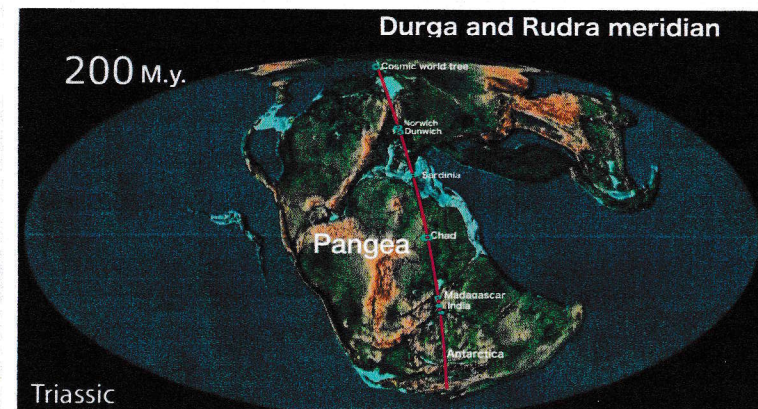 Durga and Rudra meridian
200 M.y.
Cosmic world tree
Norwich
Dunwich
Sardinia
Chad
Pangea
Madagascar
India
Antarctica
Triassic